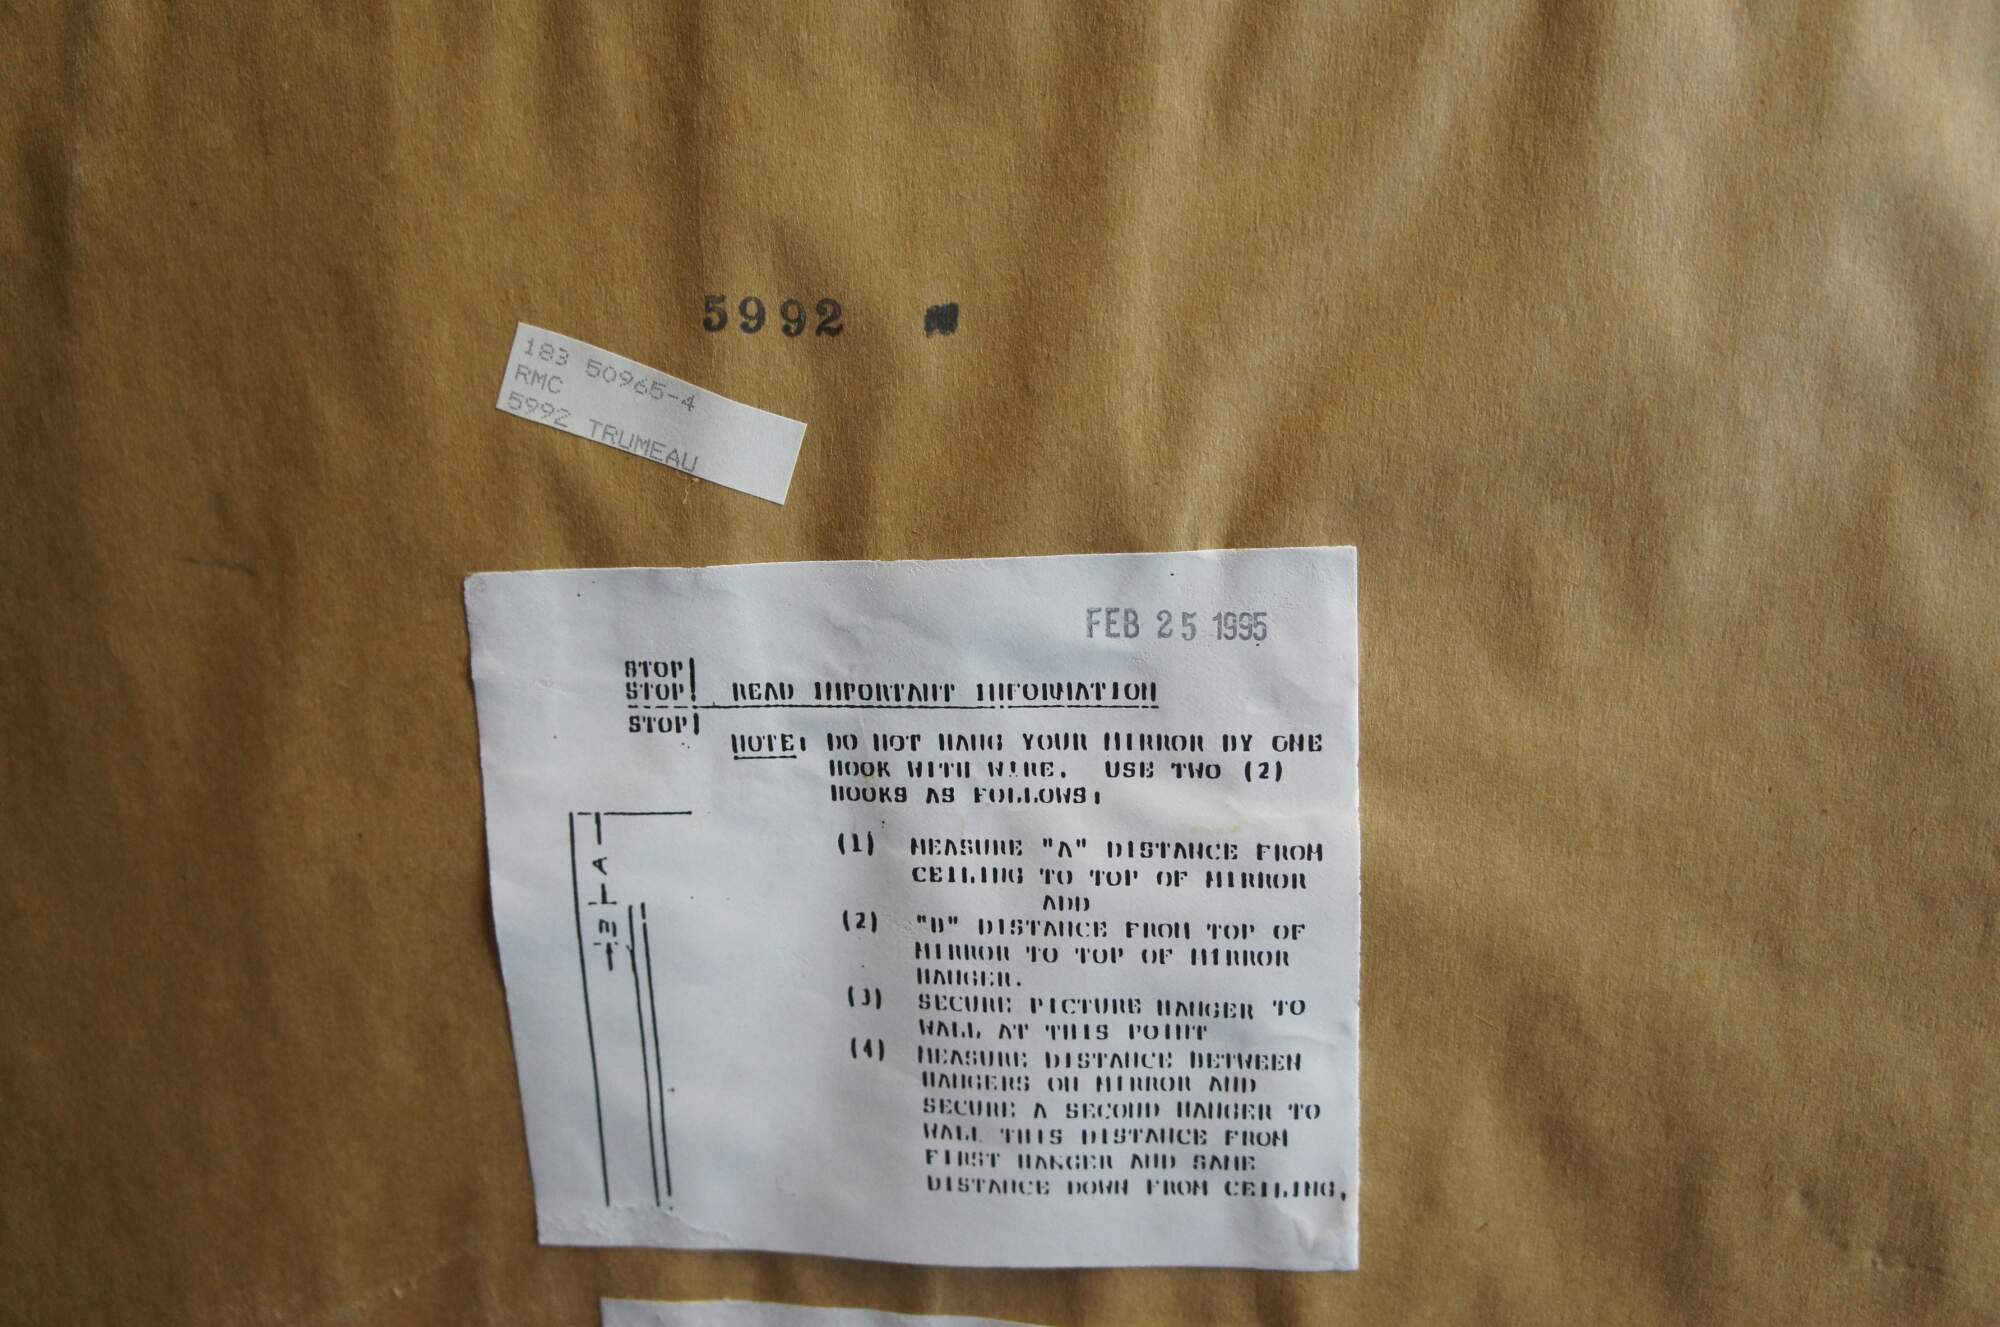 5992
183 50965-4
RMC
5992 TRUMEAU
FEB 25 1995
STOP!
STOP! READ IMPORTANT INFORMATION
STOP!
NOTE: DO NOT HANG YOUR MIRROR BY ONE
HOOK WITH WIRE. USE TWO (2)
HOOKS AS FOLLOWS:
(1) MEASURE "A" DISTANCE FROM
CEILING TO TOP OF MIRROR
ADD
(2) "B" DISTANCE FROM TOP OF
MIRROR TO TOP OF MIRROR
HANGER.
(3) SECURE PICTURE HANGER TO
WALL AT THIS POINT
(4) MEASURE DISTANCE BETWEEN
HANGERS ON MIRROR AND
SECURE A SECOND HANGER TO
WALL THIS DISTANCE FROM
FIRST HANGER AND SAME
DISTANCE DOWN FROM CEILING.
A
B